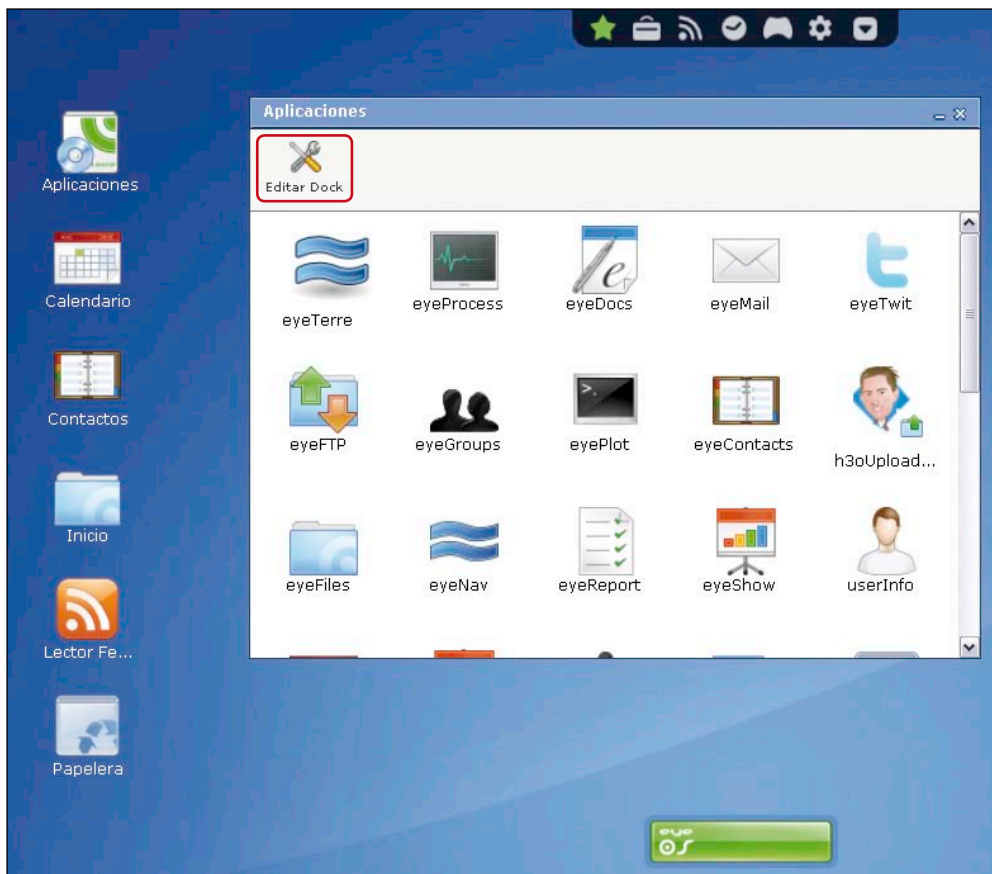 Aplicaciones
Calendario
Contactos
Inicio
Lector Fe...
Papelera
Aplicaciones
Editar Dock
eyeTerre
eyeProcess
eyeDocs
eyeMail
eyeTwit
eyeFTP
eyeGroups
eyePlot
eyeContacts
h3oUpload...
eyeFiles
eyeNav
eyeReport
eyeShow
userInfo
eye
os